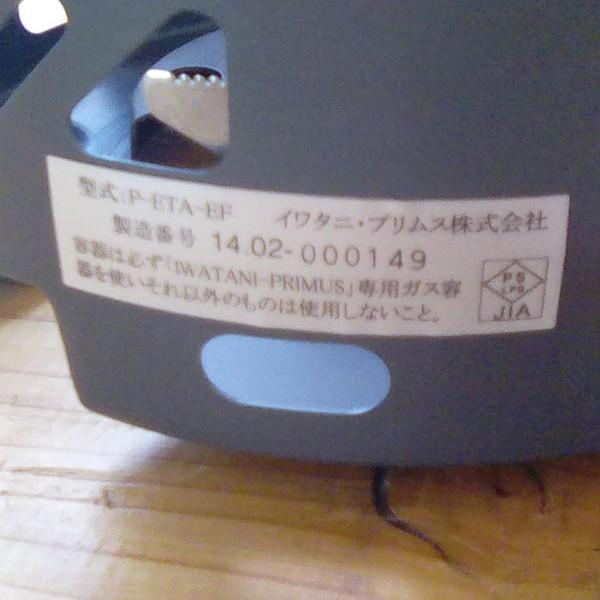 型式:P-ETA-EF イワタニ・プリムス株式会社
製造番号 14.02-000149
容器は必ず「IWATANI-PRIMUS」専用ガス容
器を使いそれ以外のものは使用しないこと。
PS
LPG
JIA